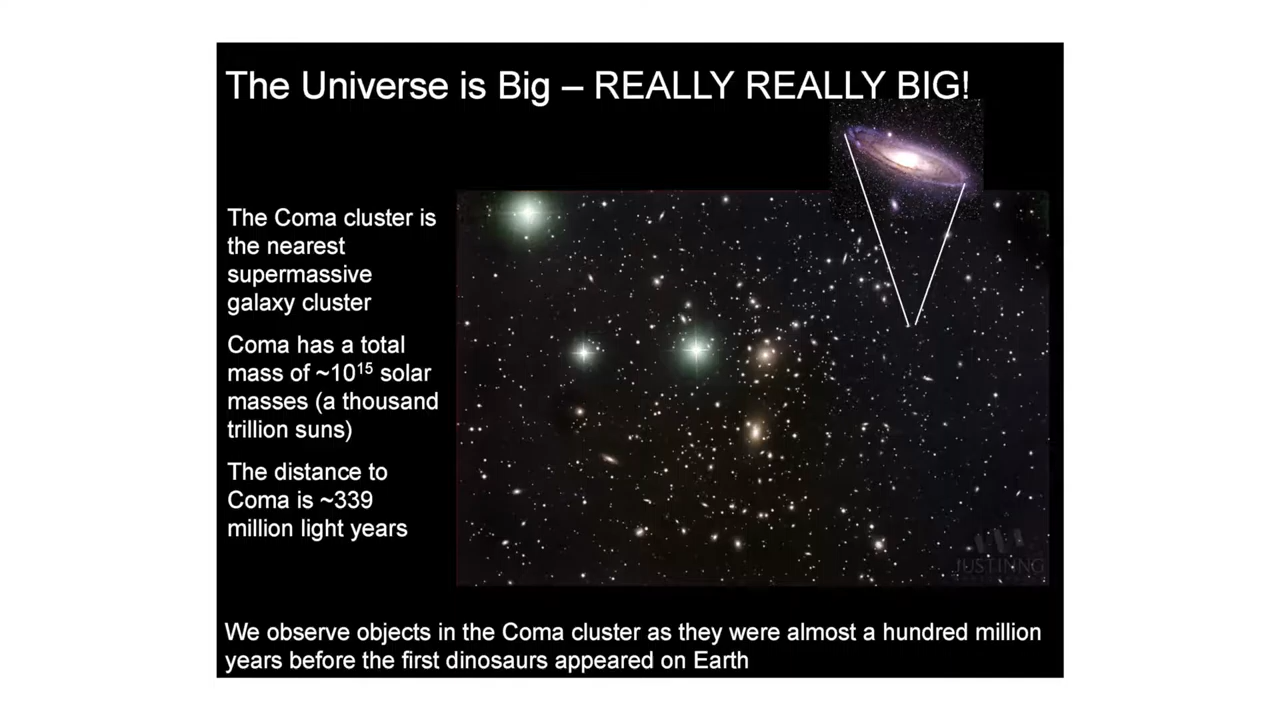 The Universe is Big – REALLY REALLY BIG!
The Coma cluster is
the nearest
supermassive
galaxy cluster
Coma has a total
mass of ~10¹⁵ solar
masses (a thousand
trillion suns)
The distance to
Coma is ~339
million light years
JUSTIN NG
We observe objects in the Coma cluster as they were almost a hundred million
years before the first dinosaurs appeared on Earth